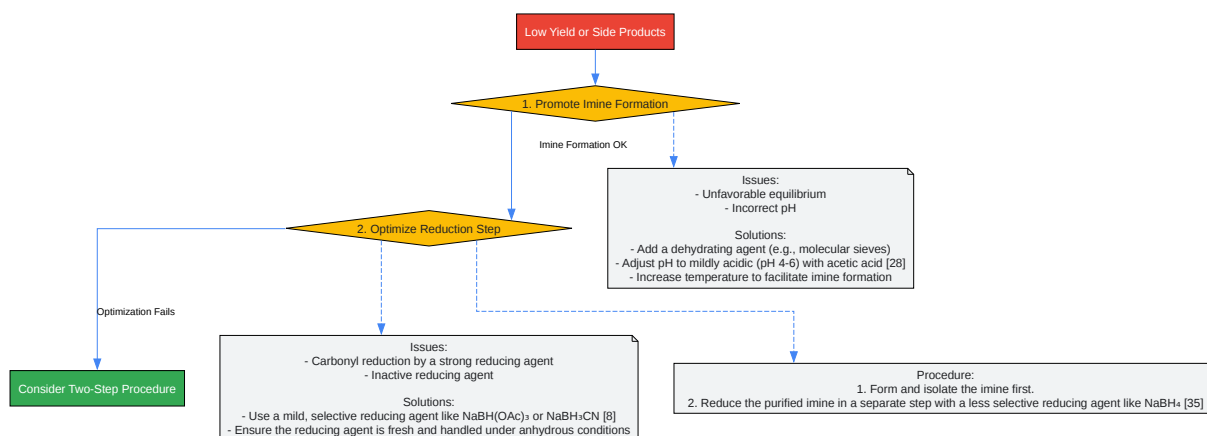 Low Yield or Side Products
1. Promote Imine Formation
Imine Formation OK
Issues:
- Unfavorable equilibrium
- Incorrect pH
Solutions:
- Add a dehydrating agent (e.g., molecular sieves)
- Adjust pH to mildly acidic (pH 4-6) with acetic acid [28]
- Increase temperature to facilitate imine formation
2. Optimize Reduction Step
Optimization Fails
Consider Two-Step Procedure
Issues:
- Carbonyl reduction by a strong reducing agent
- Inactive reducing agent
Solutions:
- Use a mild, selective reducing agent like NaBH(OAc)₃ or NaBH₃CN [8]
- Ensure the reducing agent is fresh and handled under anhydrous conditions
Procedure:
1. Form and isolate the imine first.
2. Reduce the purified imine in a separate step with a less selective reducing agent like NaBH₄ [35]